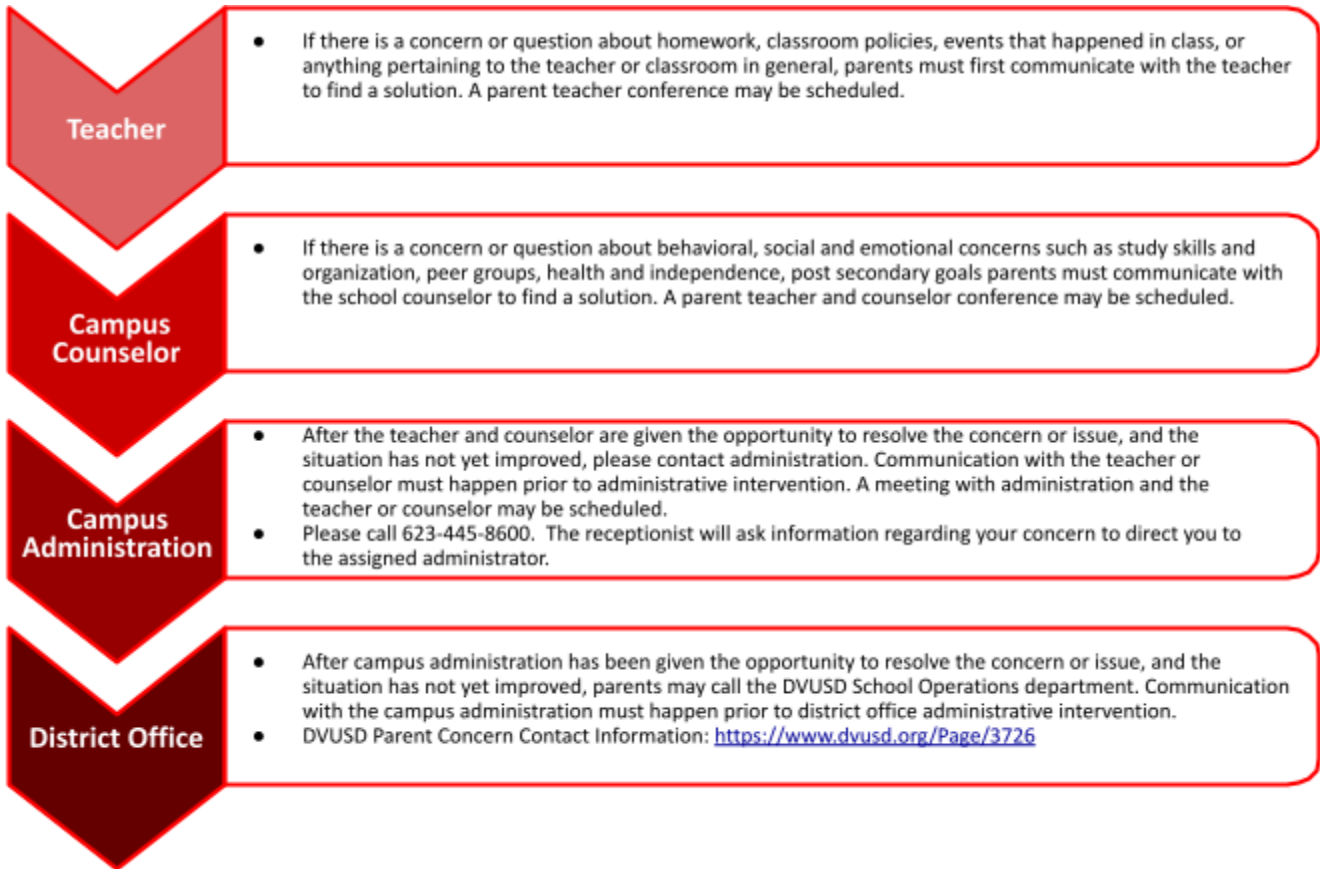 Teacher
● If there is a concern or question about homework, classroom policies, events that happened in class, or
anything pertaining to the teacher or classroom in general, parents must first communicate with the teacher
to find a solution. A parent teacher conference may be scheduled.
Campus
Counselor
● If there is a concern or question about behavioral, social and emotional concerns such as study skills and
organization, peer groups, health and independence, post secondary goals parents must communicate with
the school counselor to find a solution. A parent teacher and counselor conference may be scheduled.
Campus
Administration
● After the teacher and counselor are given the opportunity to resolve the concern or issue, and the
situation has not yet improved, please contact administration. Communication with the teacher or
counselor must happen prior to administrative intervention. A meeting with administration and the
teacher or counselor may be scheduled.
● Please call 623-445-8600. The receptionist will ask information regarding your concern to direct you to
the assigned administrator.
District Office
● After campus administration has been given the opportunity to resolve the concern or issue, and the
situation has not yet improved, parents may call the DVUSD School Operations department. Communication
with the campus administration must happen prior to district office administrative intervention.
● DVUSD Parent Concern Contact Information: https://www.dvusd.org/Page/3726